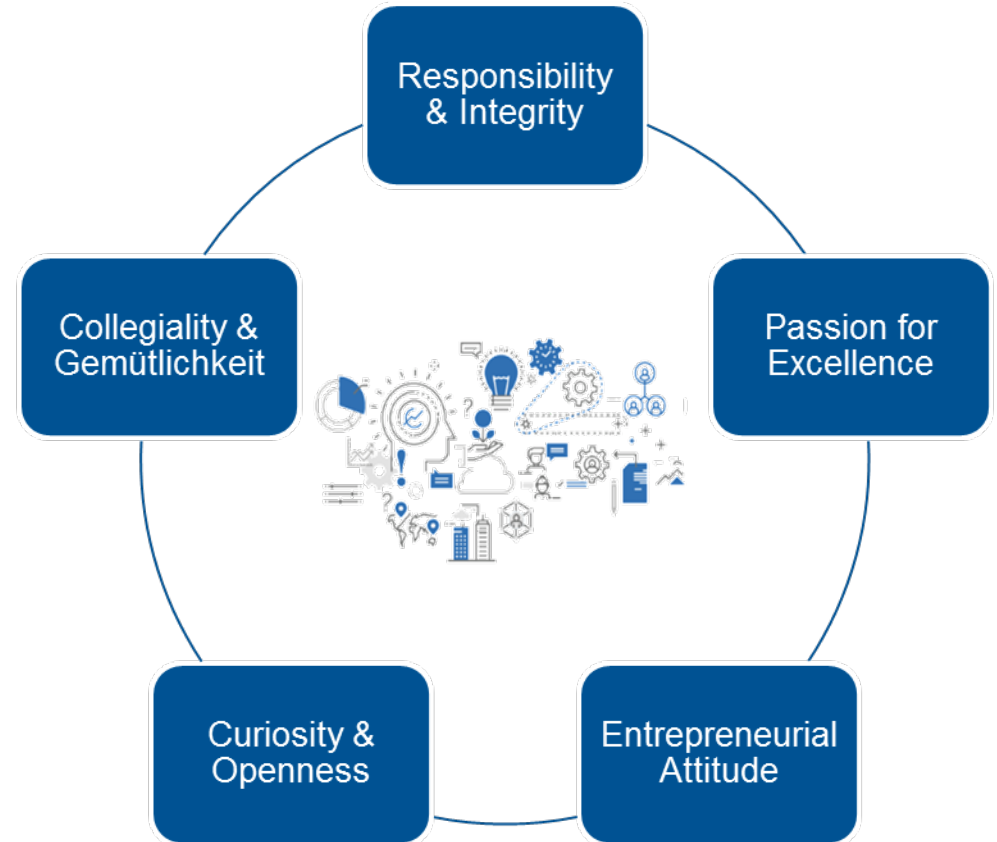 Responsibility
& Integrity
Collegiality &
Gemütlichkeit
Passion for
Excellence
Curiosity &
Openness
Entrepreneurial
Attitude